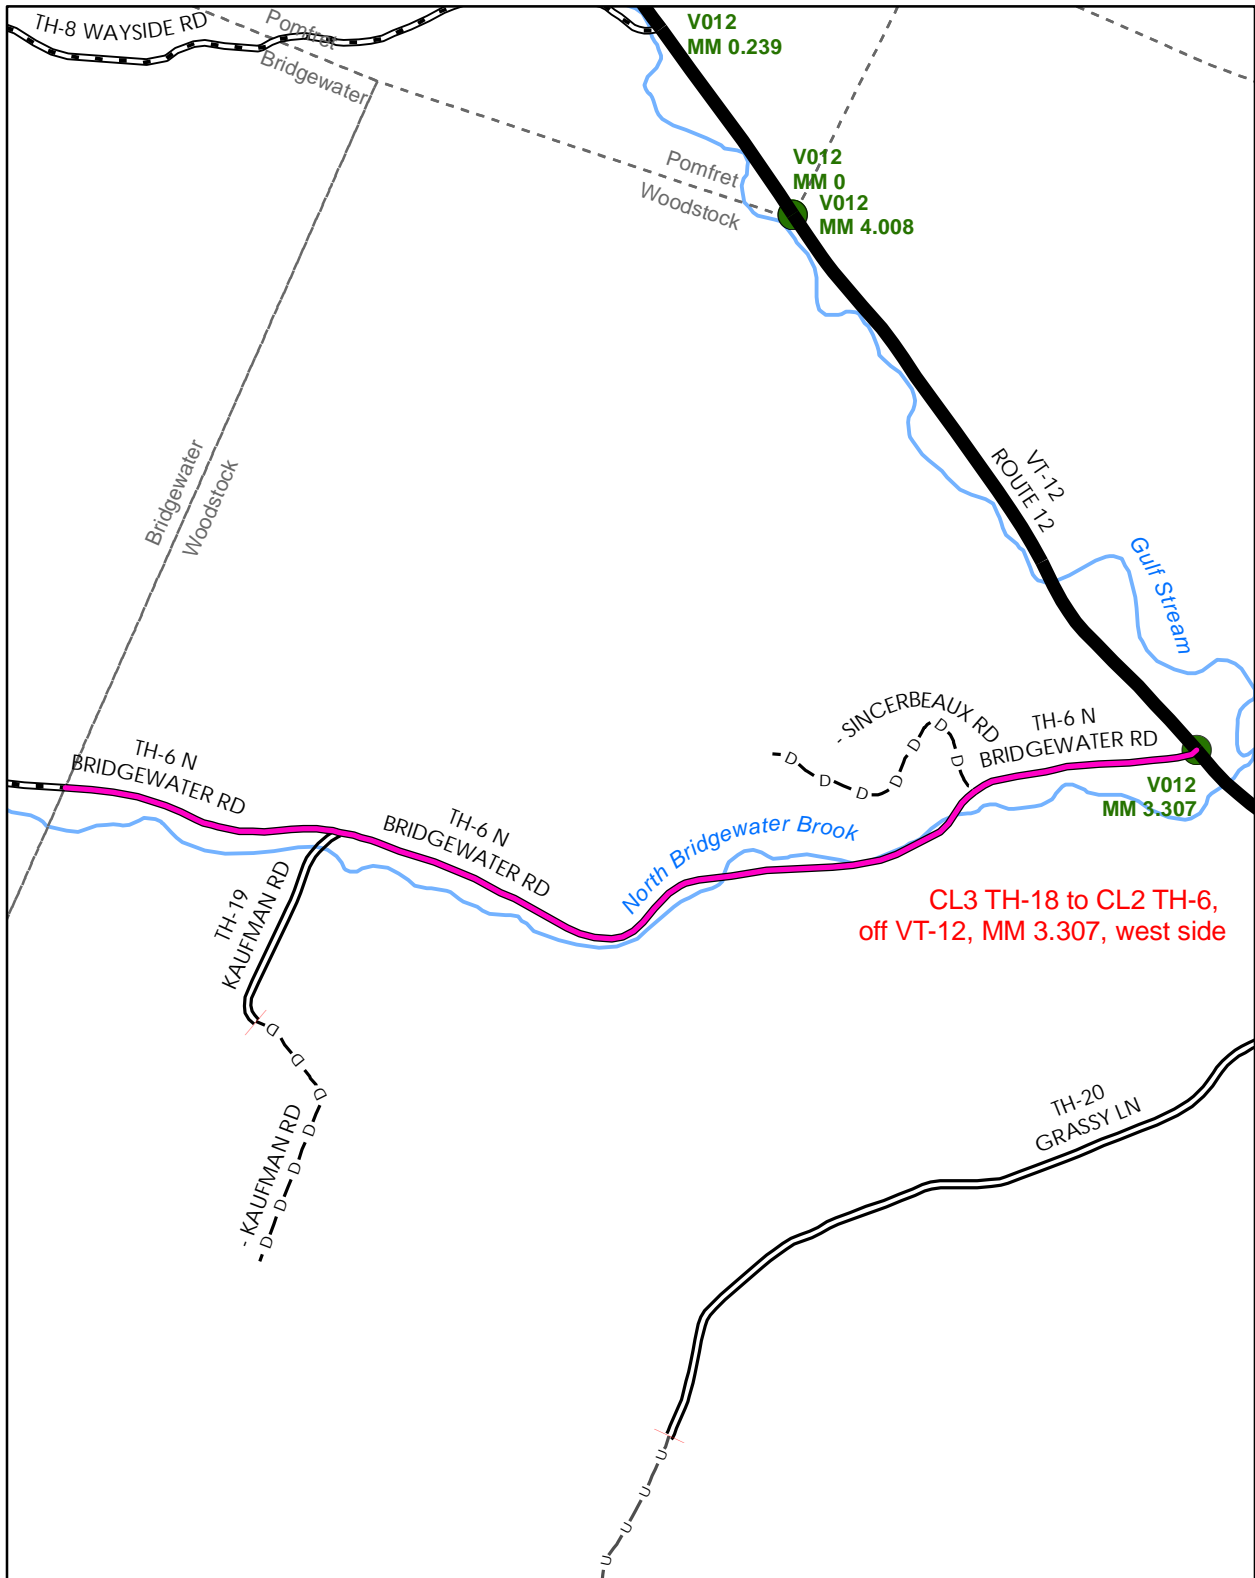 TH-8 WAYSIDE RD
Pomfret
Bridgewater
V012
MM 0.239
Pomfret
Woodstock
V012
MM 0
V012
MM 4.008
Bridgewater
Woodstock
VT-12
ROUTE 12
Gulf Stream
- SINCERBEAUX RD
D
D
D
D
D
D
D
TH-6 N
BRIDGEWATER RD
V012
MM 3.307
TH-6 N
BRIDGEWATER RD
TH-6 N
BRIDGEWATER RD
North Bridgewater Brook
CL3 TH-18 to CL2 TH-6,
off VT-12, MM 3.307, west side
TH-19
KAUFMAN RD
D
D
D
D
D
D
D
- KAUFMAN RD
TH-20
GRASSY LN
U
U
U
U